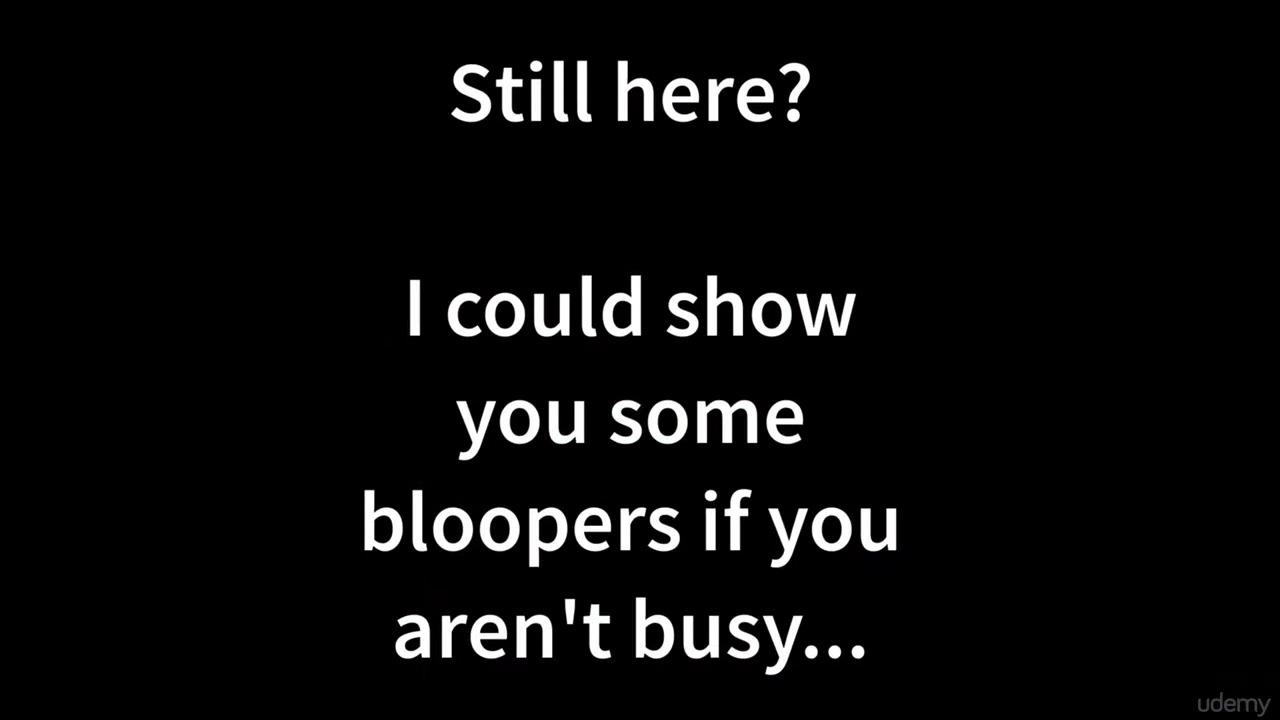 Still here?
I could show
you some
bloopers if you
aren't busy...
udemy